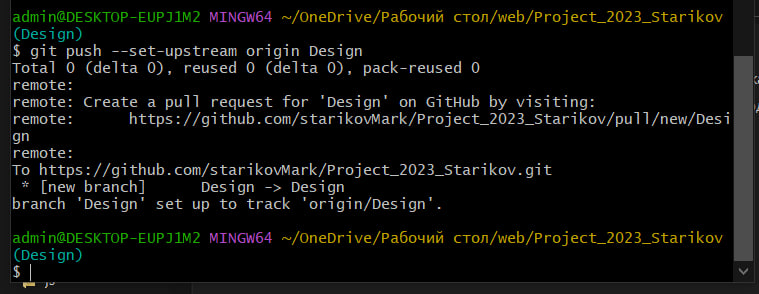 admin@DESKTOP-EUPJ1M2 MINGW64 ~/OneDrive/Рабочий стол/web/Project_2023_Starikov
(Design)
$ git push --set-upstream origin Design
Total 0 (delta 0), reused 0 (delta 0), pack-reused 0
remote:
remote: Create a pull request for 'Design' on GitHub by visiting:
remote:      https://github.com/starikovMark/Project_2023_Starikov/pull/new/Desi
gn
remote:
To https://github.com/starikovMark/Project_2023_Starikov.git
 * [new branch]      Design -> Design
branch 'Design' set up to track 'origin/Design'.
admin@DESKTOP-EUPJ1M2 MINGW64 ~/OneDrive/Рабочий стол/web/Project_2023_Starikov
(Design)
$